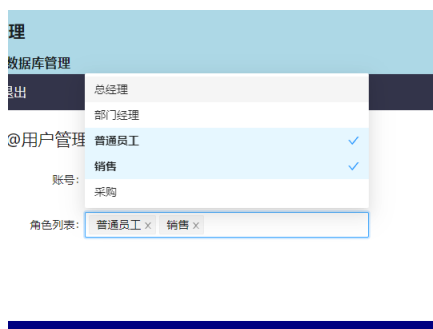 理
数据库管理
退出
总经理
部门经理
@用户管理
普通员工
销售
账号:
采购
角色列表: 普通员工 × 销售 ×